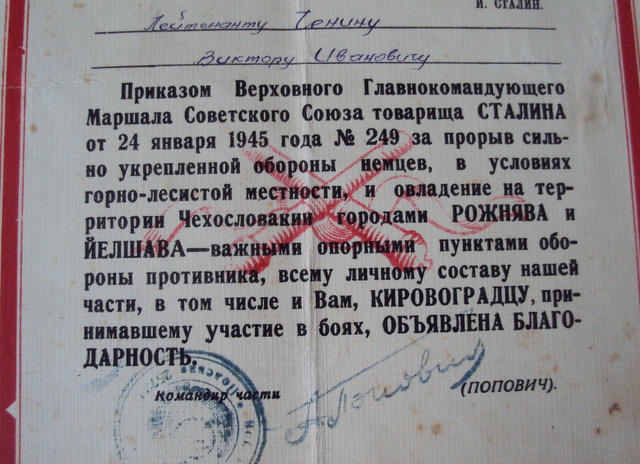 И. СТАЛИН.
Лейтенанту Ченину
Виктору Ивановичу
Приказом Верховного Главнокомандующего
Маршала Советского Союза товарища СТАЛИНА
от 24 января 1945 года № 249 за прорыв силь-
но укрепленной обороны немцев, в условиях
горно-лесистой местности, и овладение на тер-
ритории Чехословакии городами РОЖНЯВА и
ЙЕЛШАВА—важными опорными пунктами обо-
роны противника, всему личному составу нашей
части, в том числе и Вам, КИРОВОГРАДЦУ, при-
нимавшему участие в боях, ОБЪЯВЛЕНА БЛАГО-
ДАРНОСТЬ.
Командир части
(ПОПОВИЧ).